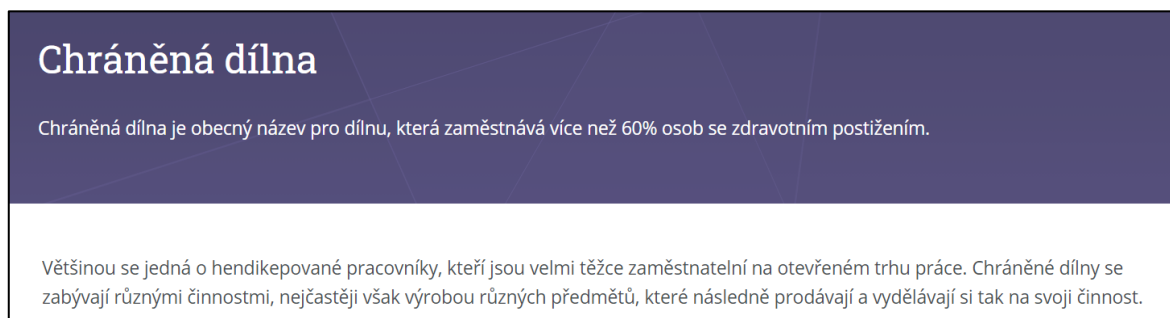 Chráněná dílna
Chráněná dílna je obecný název pro dílnu, která zaměstnává více než 60% osob se zdravotním postižením.
Většinou se jedná o hendikepované pracovníky, kteří jsou velmi těžce zaměstnatelní na otevřeném trhu práce. Chráněné dílny se
zabývají různými činnostmi, nejčastěji však výrobou různých předmětů, které následně prodávají a vydělávají si tak na svoji činnost.